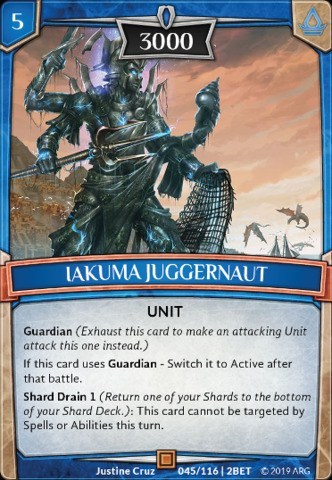 5
3000
IAKUMA JUGGERNAUT
UNIT
Guardian (Exhaust this card to make an attacking Unit
attack this one instead.)
If this card uses Guardian - Switch it to Active after
that battle.
Shard Drain 1 (Return one of your Shards to the bottom
of your Shard Deck.): This card cannot be targeted by
Spells or Abilities this turn.
Justine Cruz 045/116 | 2BET © 2019 ARG